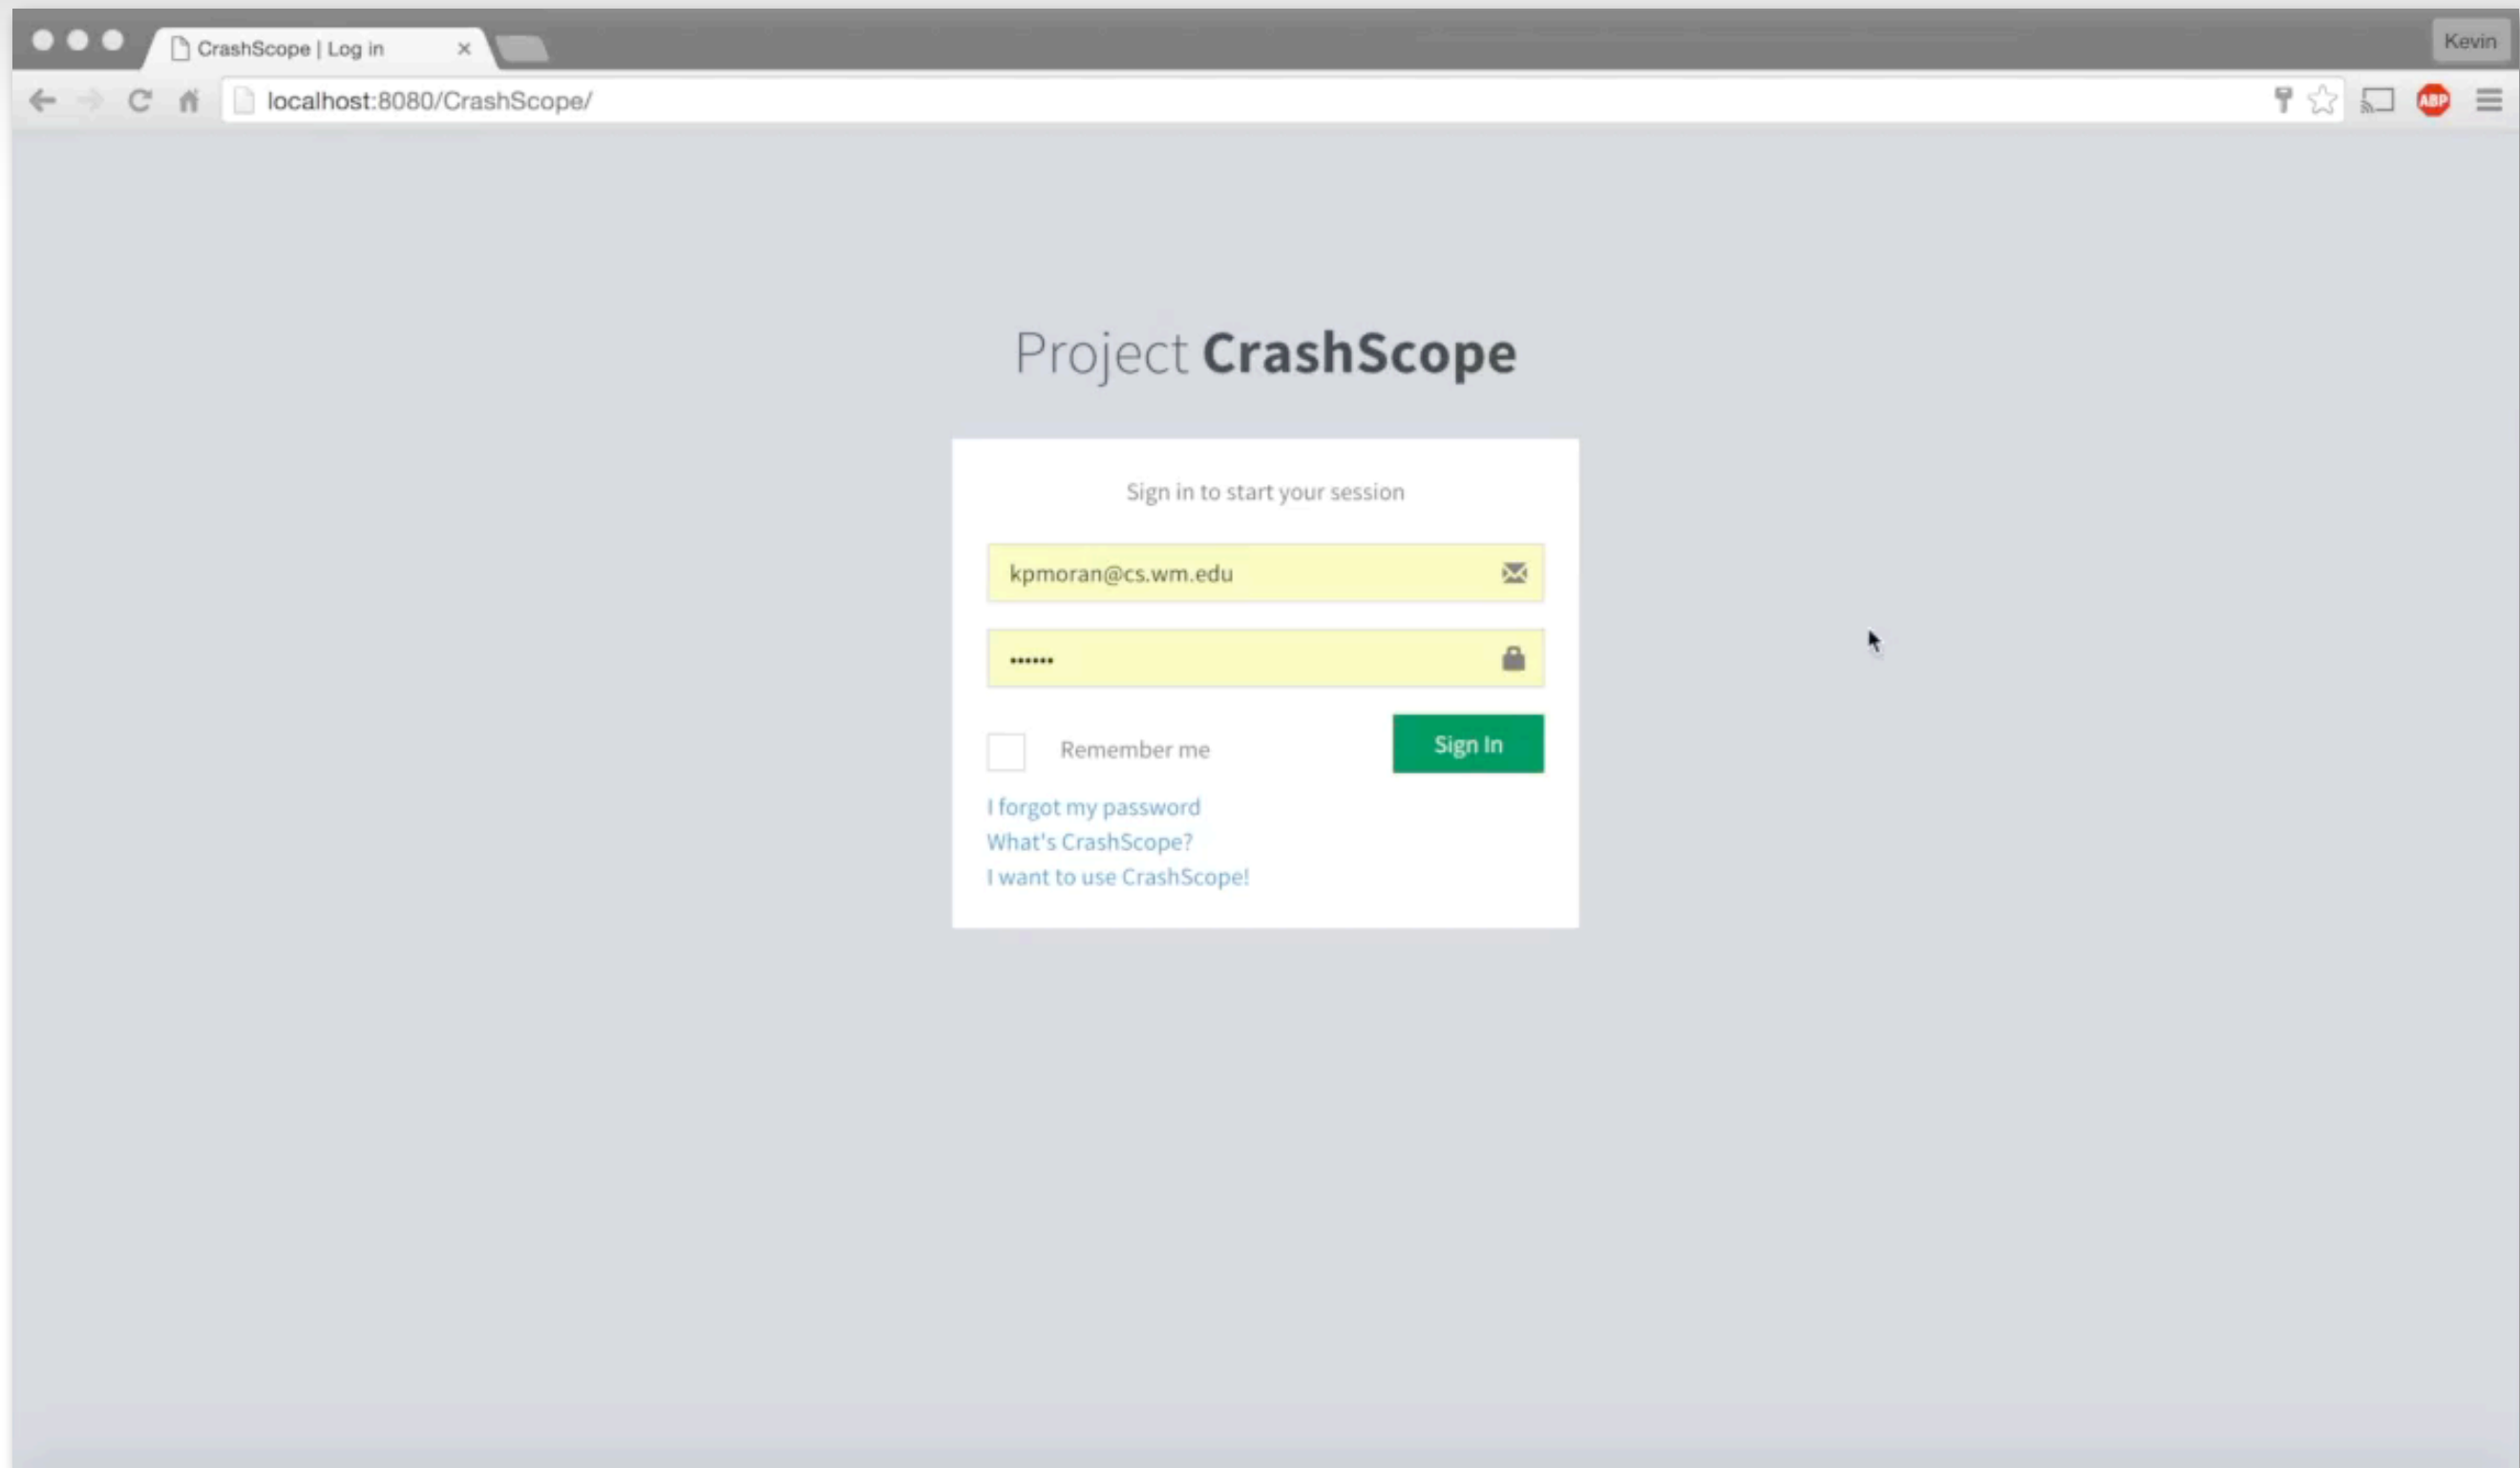 CrashScope | Log in
Kevin
localhost:8080/CrashScope/
ABP
Project CrashScope
Sign in to start your session
kpmoran@cs.wm.edu
••••••
Remember me
Sign In
I forgot my password
What's CrashScope?
I want to use CrashScope!